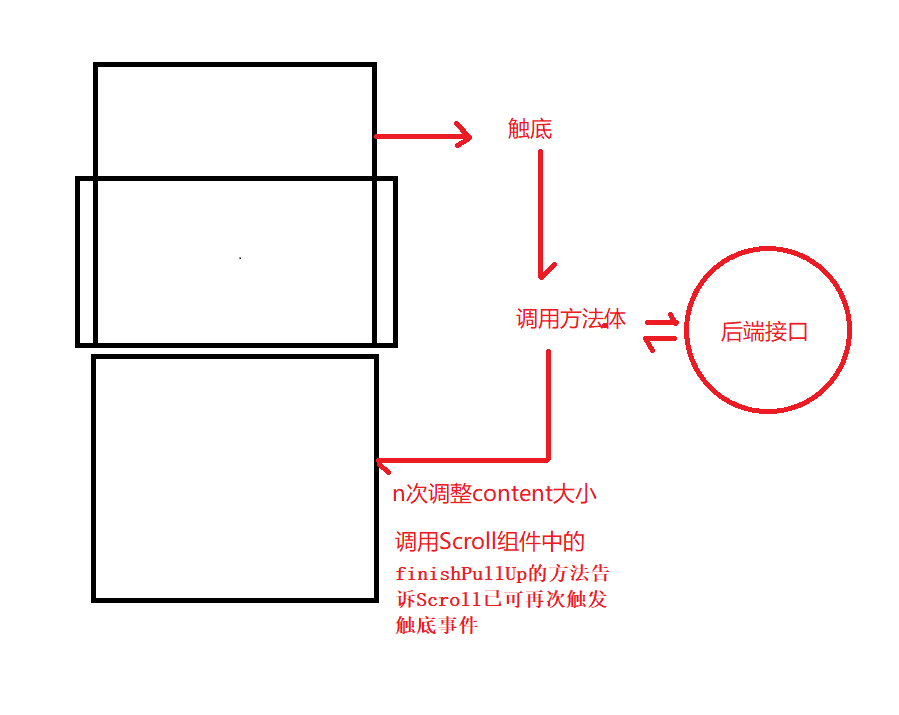 触底
调用方法体
后端接口
n次调整content大小
调用Scroll组件中的
finishPullUp的方法告
诉Scroll已可再次触发
触底事件